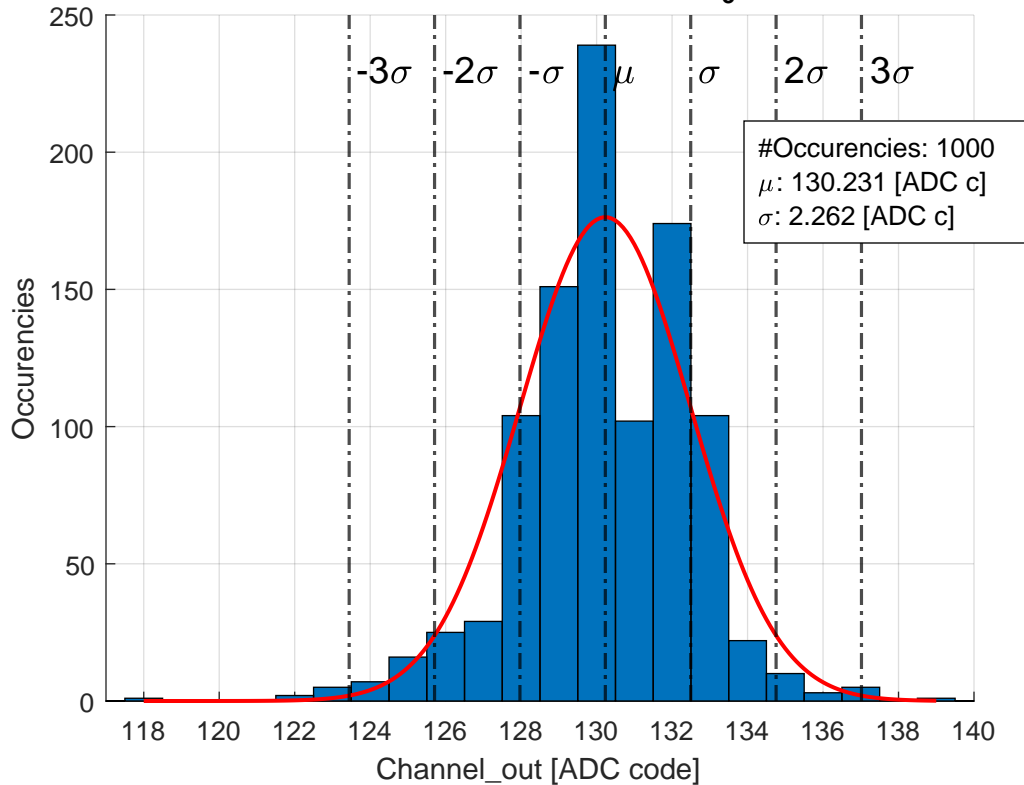 -3σ -2σ -σ μ σ 2σ 3σ
#Occurencies: 1000
μ: 130.231 [ADC c]
σ: 2.262 [ADC c]
250
200
150
100
50
0
Occurencies
118 120 122 124 126 128 130 132 134 136 138 140
Channel_out [ADC code]